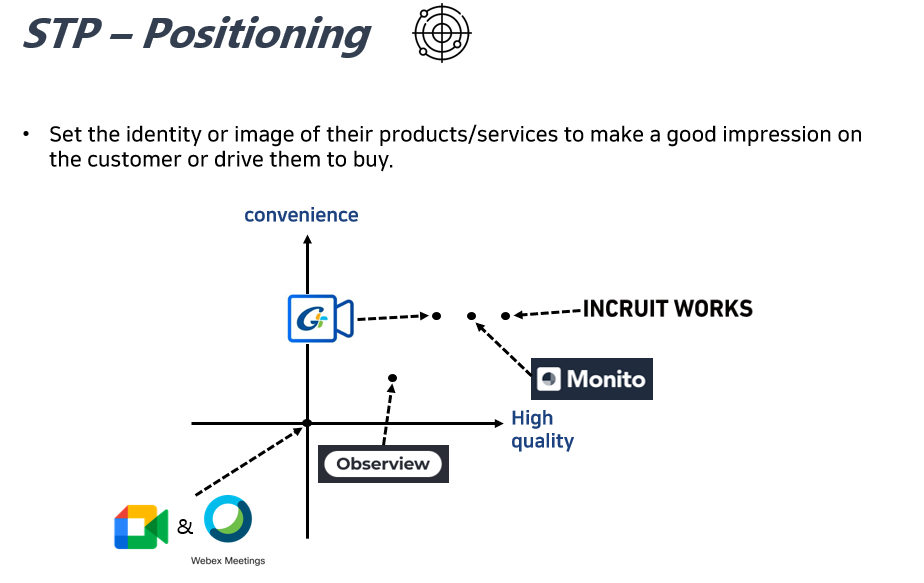 STP – Positioning
• Set the identity or image of their products/services to make a good impression on
the customer or drive them to buy.
convenience
G
INCRUIT WORKS
Monito
High
quality
Obserview
&
Webex Meetings